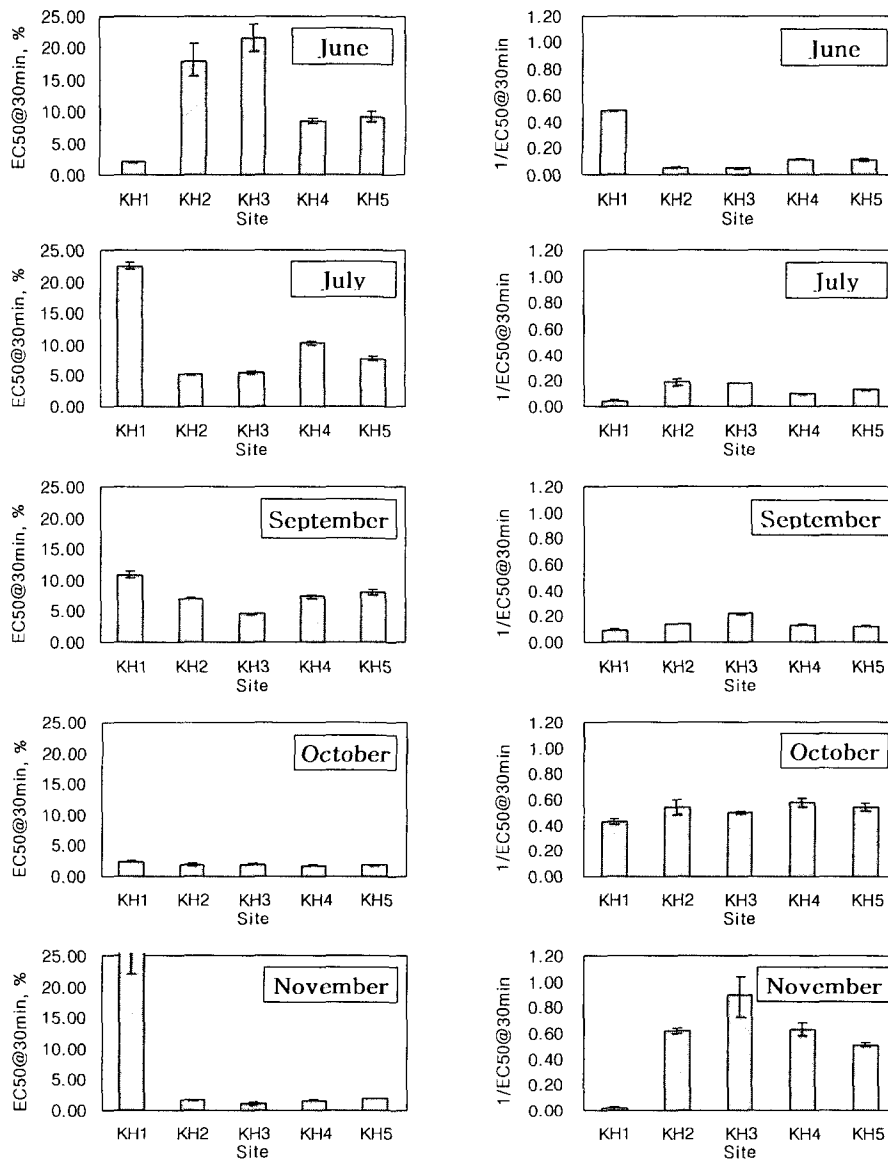 EC50@30min, %
25.00
20.00
15.00
10.00
5.00
0.00
June
KH1 KH2 KH3 KH4 KH5
Site
1/EC50@30min
1.20
1.00
0.80
0.60
0.40
0.20
0.00
June
KH1 KH2 KH3 KH4 KH5
Site
EC50@30min, %
25.00
20.00
15.00
10.00
5.00
0.00
July
KH1 KH2 KH3 KH4 KH5
Site
1/EC50@30min
1.20
1.00
0.80
0.60
0.40
0.20
0.00
July
KH1 KH2 KH3 KH4 KH5
Site
EC50@30min, %
25.00
20.00
15.00
10.00
5.00
0.00
September
KH1 KH2 KH3 KH4 KH5
Site
1/EC50@30min
1.20
1.00
0.80
0.60
0.40
0.20
0.00
September
KH1 KH2 KH3 KH4 KH5
Site
EC50@30min, %
25.00
20.00
15.00
10.00
5.00
0.00
October
KH1 KH2 KH3 KH4 KH5
Site
1/EC50@30min
1.20
1.00
0.80
0.60
0.40
0.20
0.00
October
KH1 KH2 KH3 KH4 KH5
Site
EC50@30min, %
25.00
20.00
15.00
10.00
5.00
0.00
November
KH1 KH2 KH3 KH4 KH5
Site
1/EC50@30min
1.20
1.00
0.80
0.60
0.40
0.20
0.00
November
KH1 KH2 KH3 KH4 KH5
Site